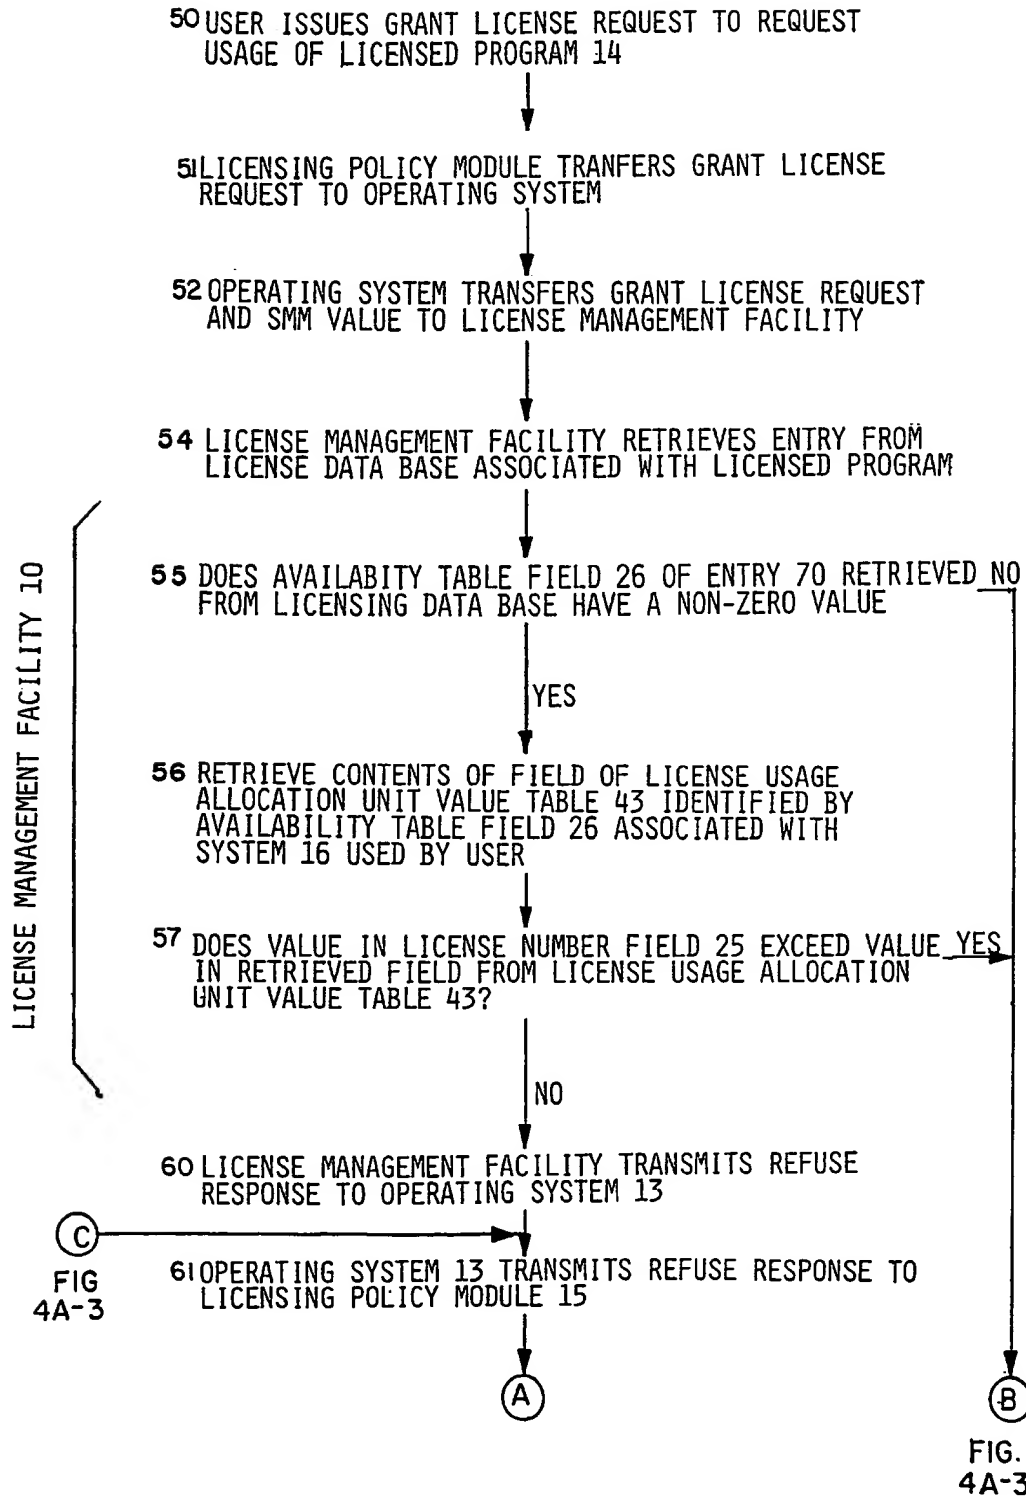 50 USER ISSUES GRANT LICENSE REQUEST TO REQUEST
USAGE OF LICENSED PROGRAM 14
51 LICENSING POLICY MODULE TRANFERS GRANT LICENSE
REQUEST TO OPERATING SYSTEM
52 OPERATING SYSTEM TRANSFERS GRANT LICENSE REQUEST
AND SMM VALUE TO LICENSE MANAGEMENT FACILITY
54 LICENSE MANAGEMENT FACILITY RETRIEVES ENTRY FROM
LICENSE DATA BASE ASSOCIATED WITH LICENSED PROGRAM
LICENSE MANAGEMENT FACILITY 10
55 DOES AVAILABITY TABLE FIELD 26 OF ENTRY 70 RETRIEVED NO
FROM LICENSING DATA BASE HAVE A NON-ZERO VALUE
YES
56 RETRIEVE CONTENTS OF FIELD OF LICENSE USAGE
ALLOCATION UNIT VALUE TABLE 43 IDENTIFIED BY
AVAILABILITY TABLE FIELD 26 ASSOCIATED WITH
SYSTEM 16 USED BY USER
57 DOES VALUE IN LICENSE NUMBER FIELD 25 EXCEED VALUE YES
IN RETRIEVED FIELD FROM LICENSE USAGE ALLOCATION
UNIT VALUE TABLE 43?
NO
60 LICENSE MANAGEMENT FACILITY TRANSMITS REFUSE
RESPONSE TO OPERATING SYSTEM 13
C
FIG
4A-3
61 OPERATING SYSTEM 13 TRANSMITS REFUSE RESPONSE TO
LICENSING POLICY MODULE 15
A
B
FIG.
4A-3